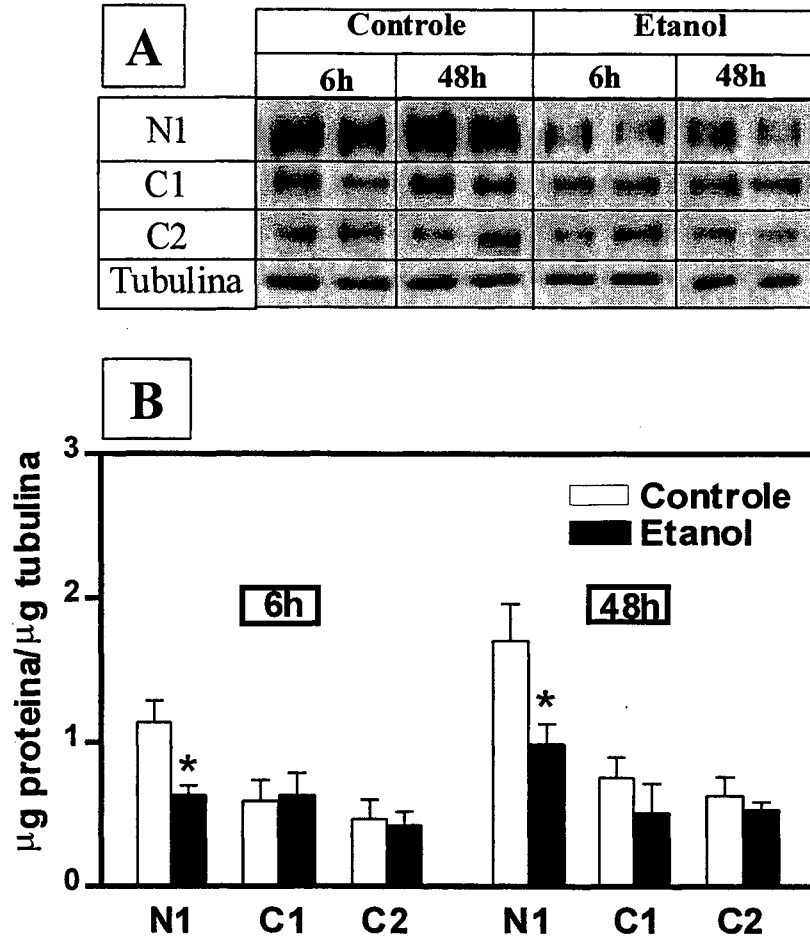 A
Controle Etanol
6h 48h 6h 48h
N1
C1
C2
Tubulina
B
µg proteina/µg tubulina
3
2
1
0
Controle
Etanol
6h
48h
*
*
N1 C1 C2 N1 C1 C2